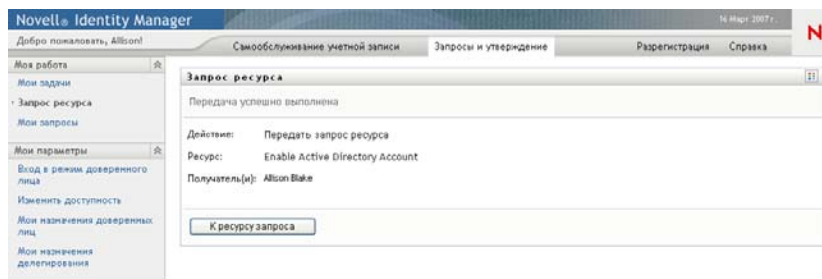 Novell® Identity Manager
16 Март 2007 г.
Добро пожаловать, Allison!
Самообслуживание учетной записи
Запросы и утверждение
Разрегистрация
Справка
N
Моя работа
Мои задачи
Запрос ресурса
Мои запросы
Мои параметры
Вход в режим доверенного
лица
Изменить доступность
Мои назначения доверенных
лиц
Мои назначения
делегирования
Запрос ресурса
Передача успешно выполнена
Действие: Передать запрос ресурса
Ресурс: Enable Active Directory Account
Получатель(и): Allison Blake
К ресурсу запроса